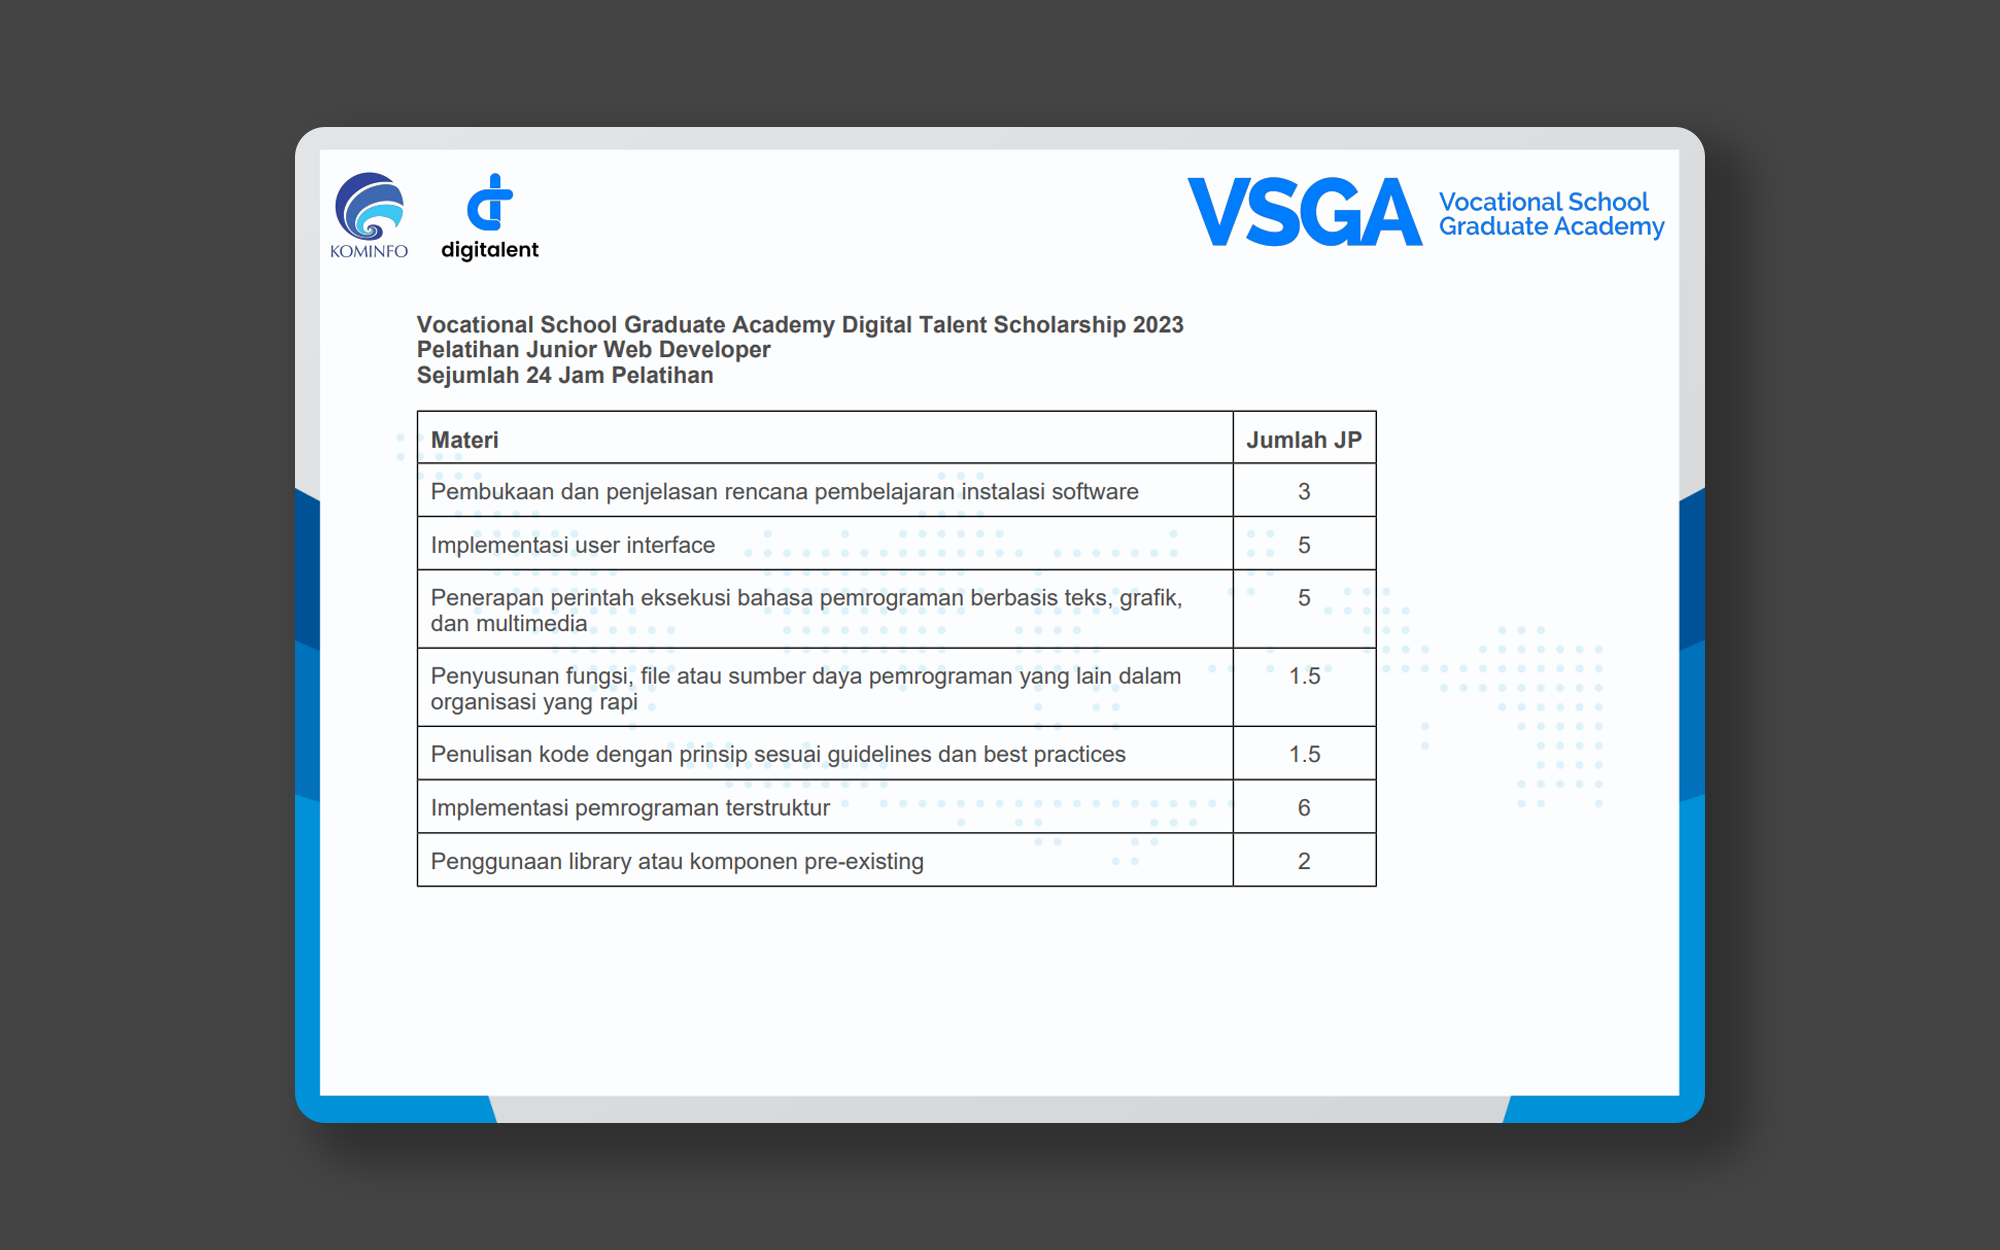 KOMINFO
digitalent
VSGA
Vocational School
Graduate Academy
Vocational School Graduate Academy Digital Talent Scholarship 2023
Pelatihan Junior Web Developer
Sejumlah 24 Jam Pelatihan
Materi Jumlah JP
Pembukaan dan penjelasan rencana pembelajaran instalasi software 3
Implementasi user interface 5
Penerapan perintah eksekusi bahasa pemrograman berbasis teks, grafik, 5
dan multimedia
Penyusunan fungsi, file atau sumber daya pemrograman yang lain dalam 1.5
organisasi yang rapi
Penulisan kode dengan prinsip sesuai guidelines dan best practices 1.5
Implementasi pemrograman terstruktur 6
Penggunaan library atau komponen pre-existing 2